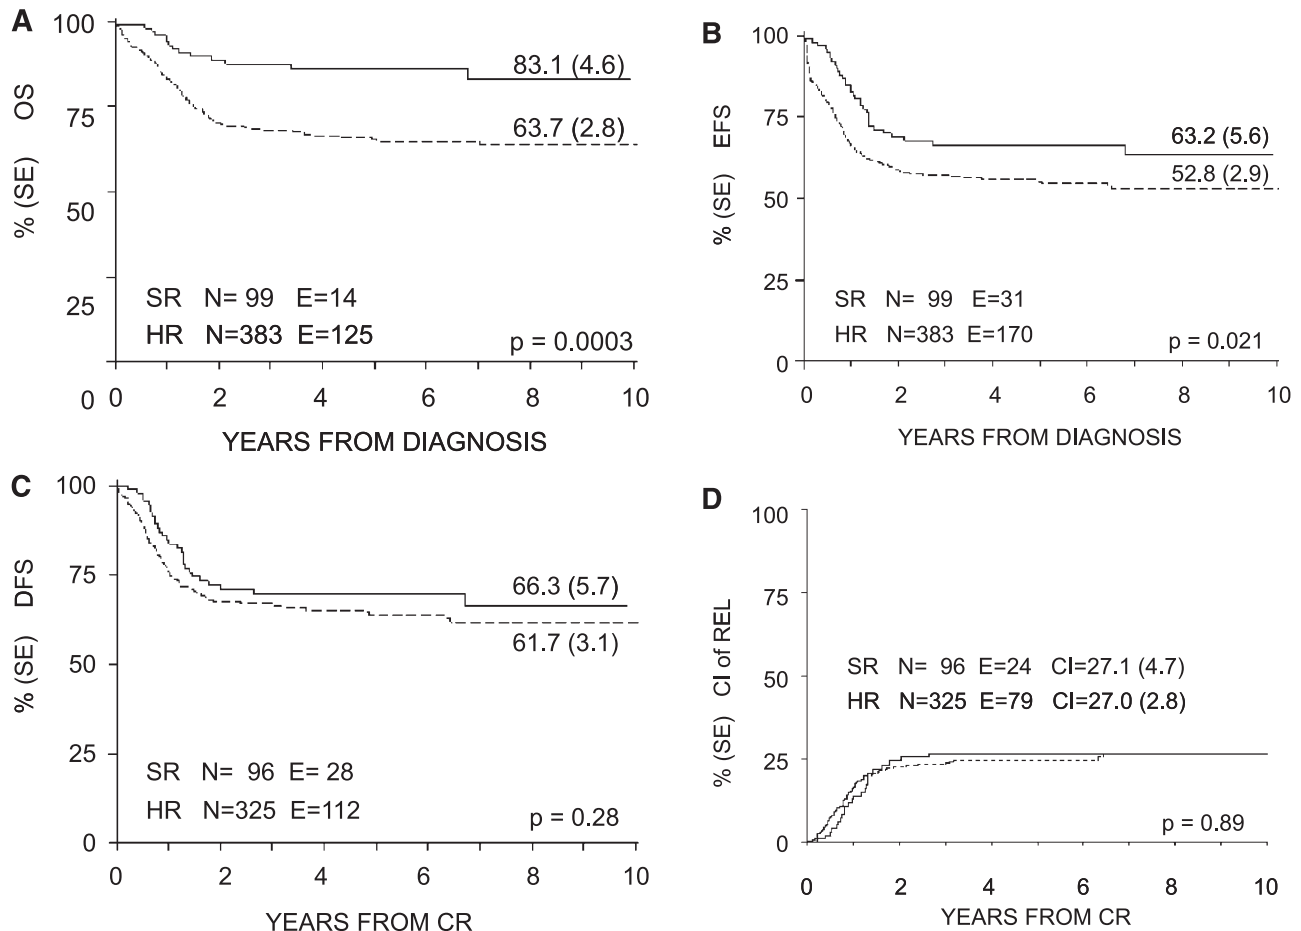 A
% (SE) OS
100
75
50
25
0
83.1 (4.6)
63.7 (2.8)
SR N= 99 E=14
HR N=383 E=125
p = 0.0003
0 2 4 6 8 10
YEARS FROM DIAGNOSIS
B
% (SE) EFS
100
75
50
25
0
63.2 (5.6)
52.8 (2.9)
SR N= 99 E=31
HR N=383 E=170
p = 0.021
0 2 4 6 8 10
YEARS FROM DIAGNOSIS
C
% (SE) DFS
100
75
50
25
0
66.3 (5.7)
61.7 (3.1)
SR N= 96 E= 28
HR N=325 E=112
p = 0.28
0 2 4 6 8 10
YEARS FROM CR
D
% (SE) CI of REL
100
75
50
25
0
SR N= 96 E=24 CI=27.1 (4.7)
HR N=325 E=79 CI=27.0 (2.8)
p = 0.89
0 2 4 6 8 10
YEARS FROM CR